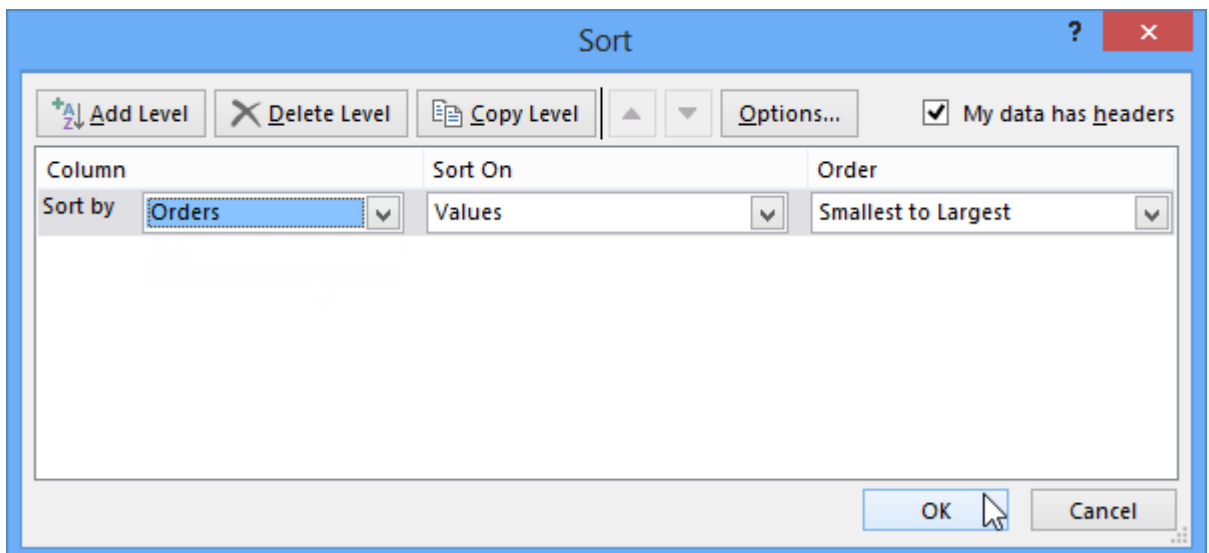 Sort ?
Add Level Delete Level Copy Level Options... My data has headers
Column Sort On Order
Sort by Orders Values Smallest to Largest
OK Cancel